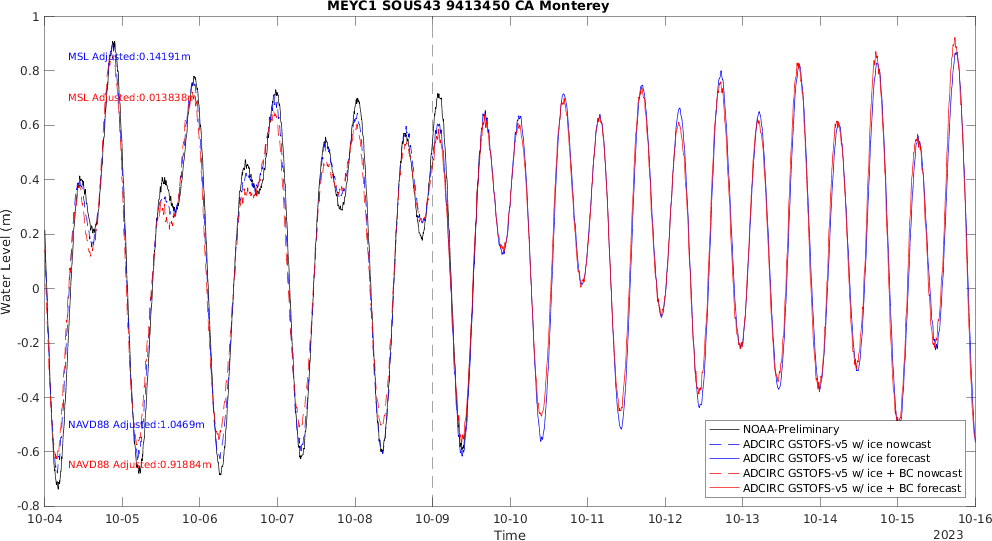 MEYC1 SOUS43 9413450 CA Monterey
1
0.8
0.6
0.4
0.2
0
-0.2
-0.4
-0.6
-0.8
Water Level (m)
MSL Adjusted:0.14191m
MSL Adjusted:0.013838m
NAVD88 Adjusted:1.0469m
NAVD88 Adjusted:0.91884m
NOAA-Preliminary
ADCIRC GSTOFS-v5 w/ ice nowcast
ADCIRC GSTOFS-v5 w/ ice forecast
ADCIRC GSTOFS-v5 w/ ice + BC nowcast
ADCIRC GSTOFS-v5 w/ ice + BC forecast
10-04 10-05 10-06 10-07 10-08 10-09 10-10 10-11 10-12 10-13 10-14 10-15 10-16
Time
2023